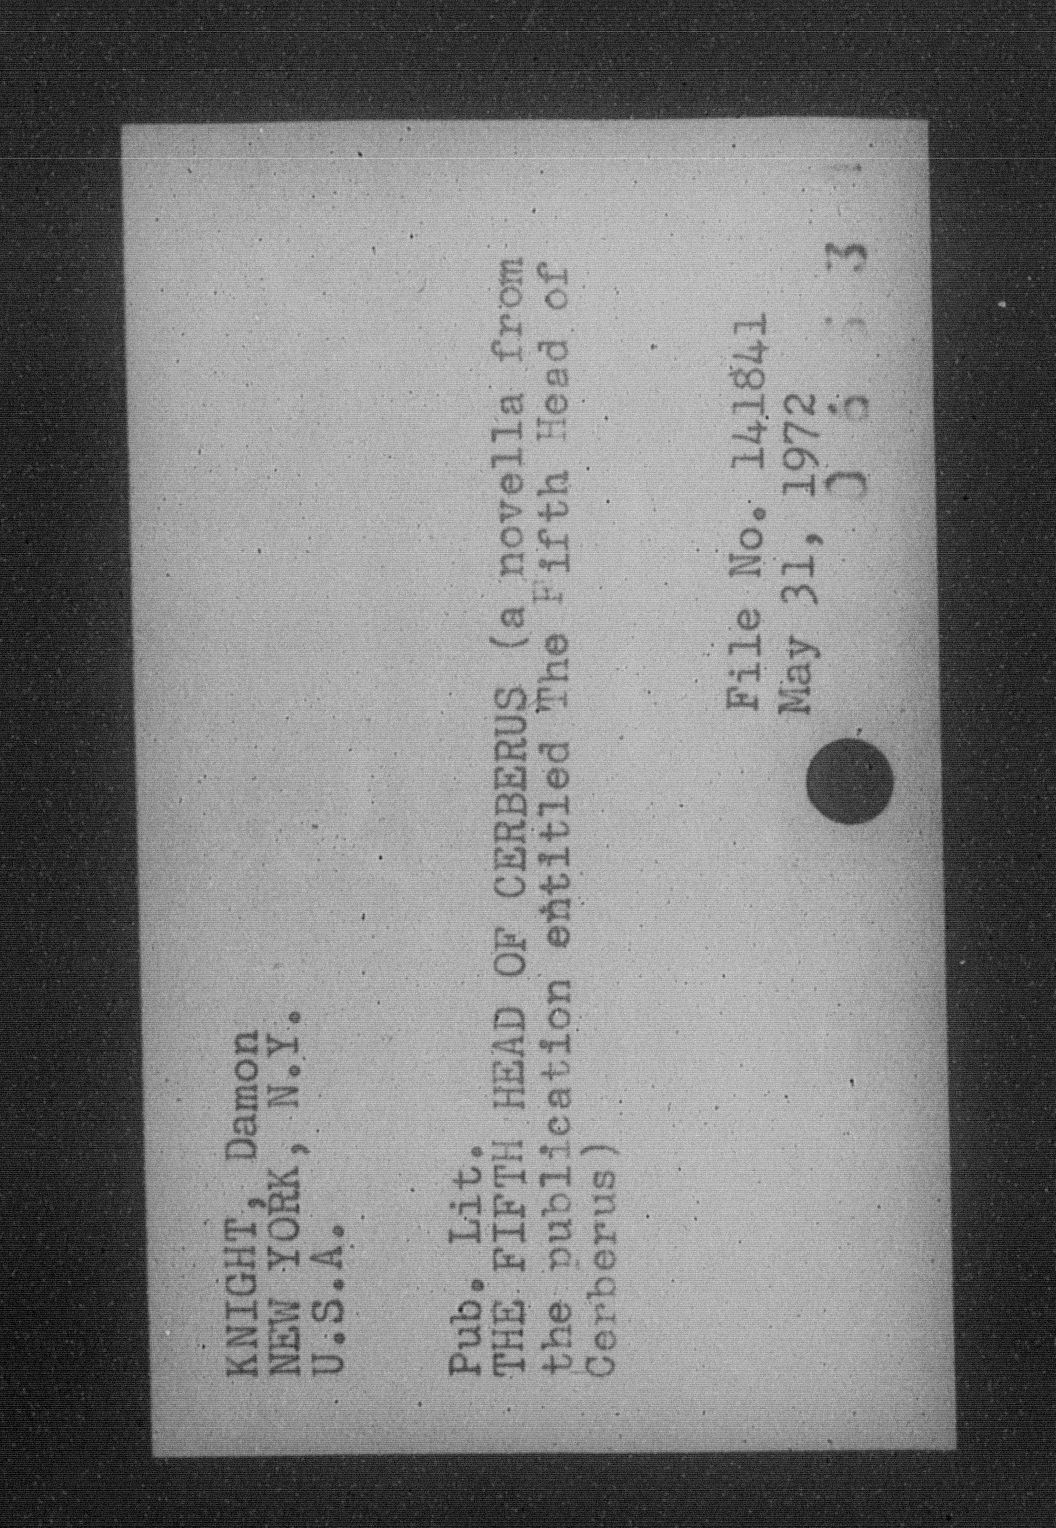 KNIGHT, Damon
NEW YORK, N.Y.
U.S.A.
Pub. Lit.
THE FIFTH HEAD OF CERBERUS (a novella from
the publication entitled The Fifth Head of
Cerberus)
File No. 141841
May 31, 1972